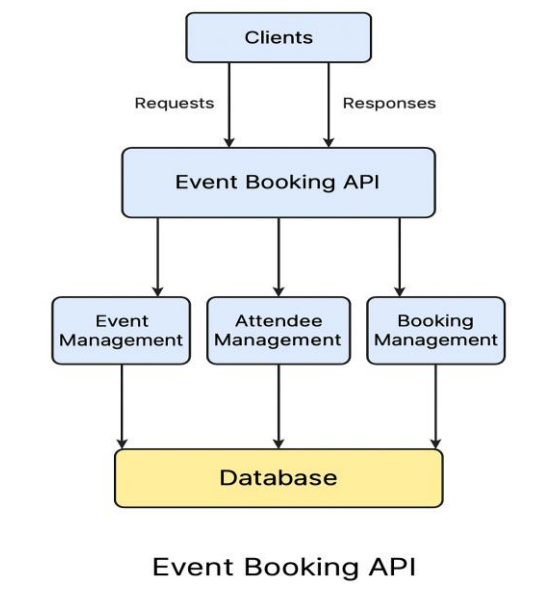 Clients
Requests
Responses
Event Booking API
Event
Management
Attendee
Management
Booking
Management
Database
Event Booking API